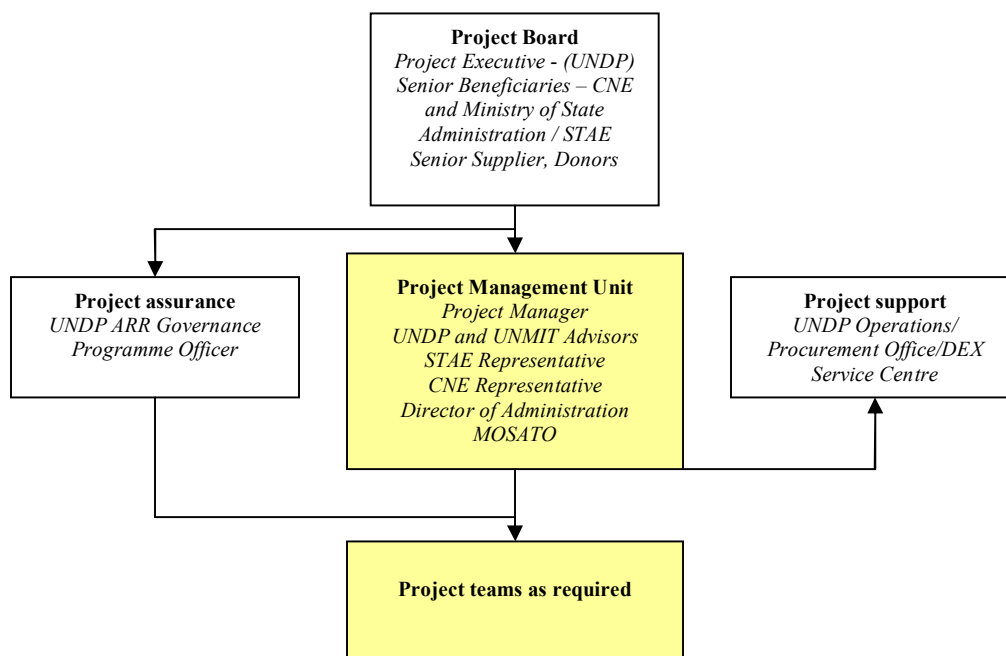 Project Board
Project Executive - (UNDP)
Senior Beneficiaries – CNE
and Ministry of State
Administration / STAE
Senior Supplier, Donors
Project assurance
UNDP ARR Governance
Programme Officer
Project Management Unit
Project Manager
UNDP and UNMIT Advisors
STAE Representative
CNE Representative
Director of Administration
MOSATO
Project support
UNDP Operations/
Procurement Office/DEX
Service Centre
Project teams as required